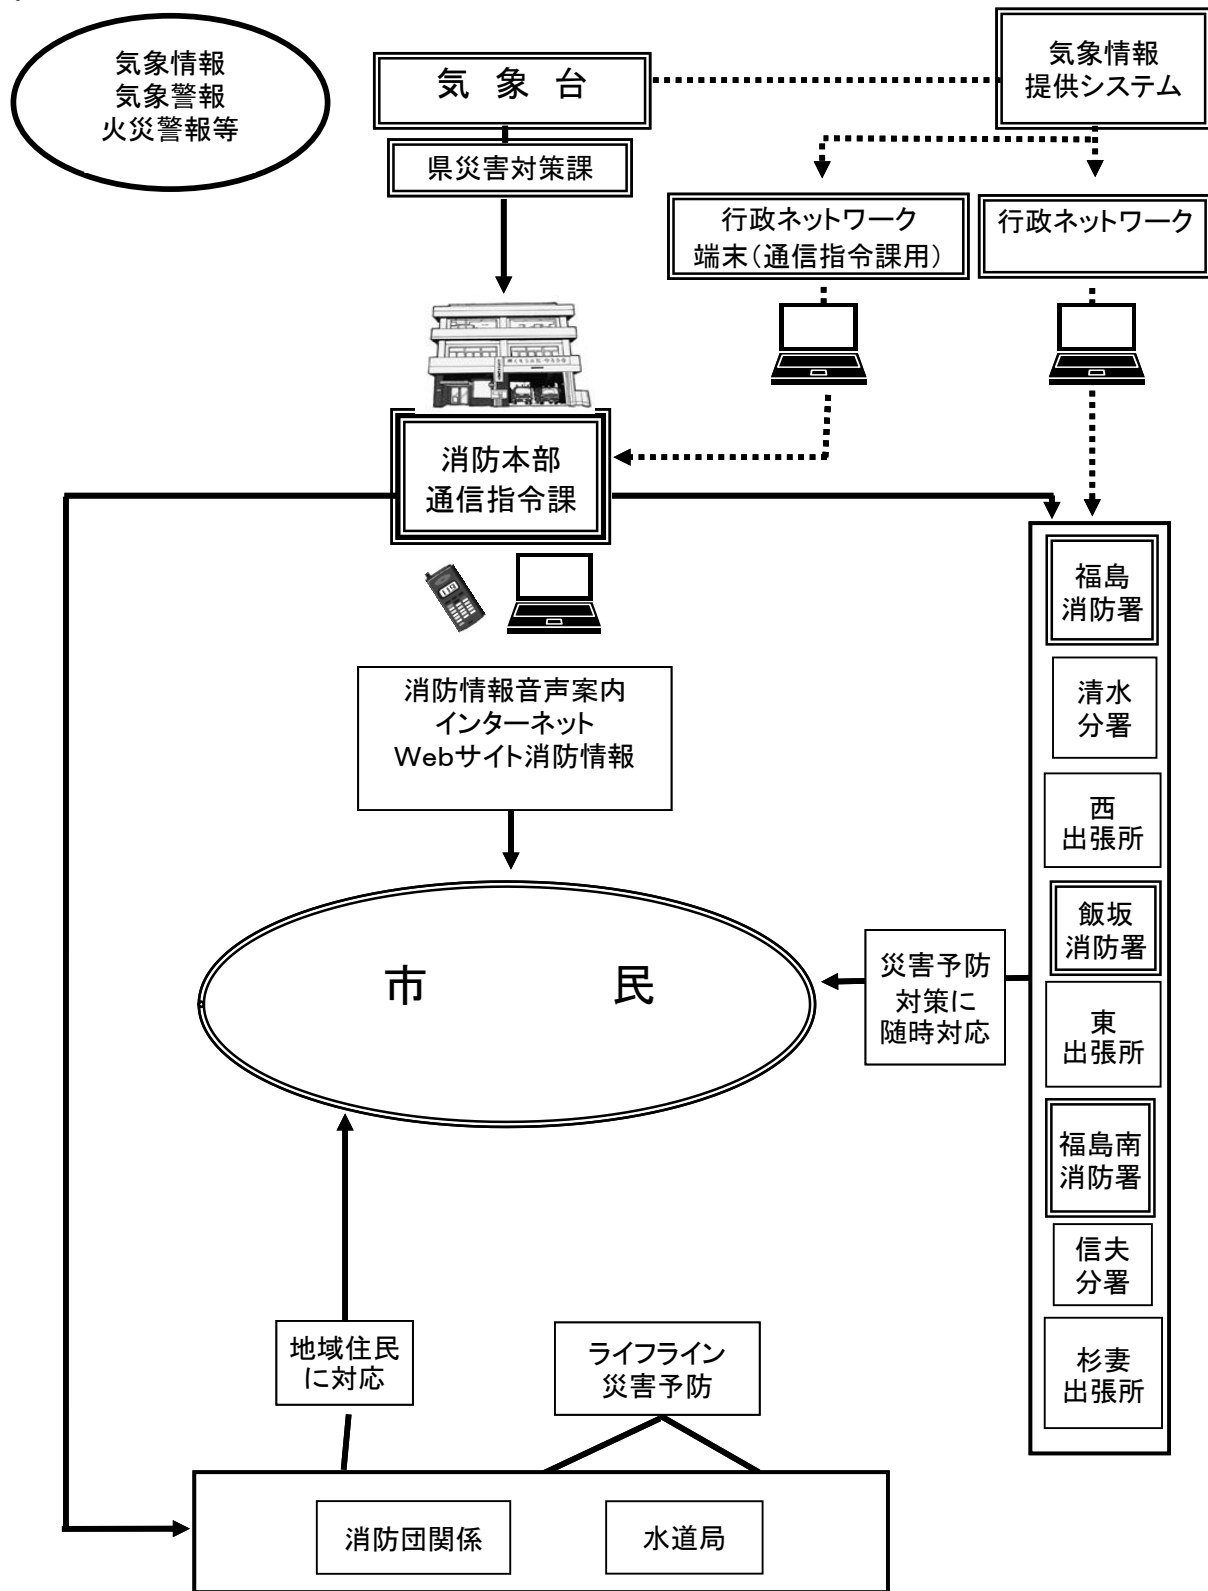 気象情報
気象警報
火災警報等
気 象 台
気象情報
提供システム
県災害対策課
行政ネットワーク
端末（通信指令課用）
行政ネットワーク
消防本部
通信指令課
119
福島
消防署
清水
分署
西
出張所
飯坂
消防署
東
出張所
福島南
消防署
信夫
分署
杉妻
出張所
消防情報音声案内
インターネット
Webサイト消防情報
市 民
災害予防
対策に
随時対応
地域住民
に対応
ライフライン
災害予防
消防団関係
水道局